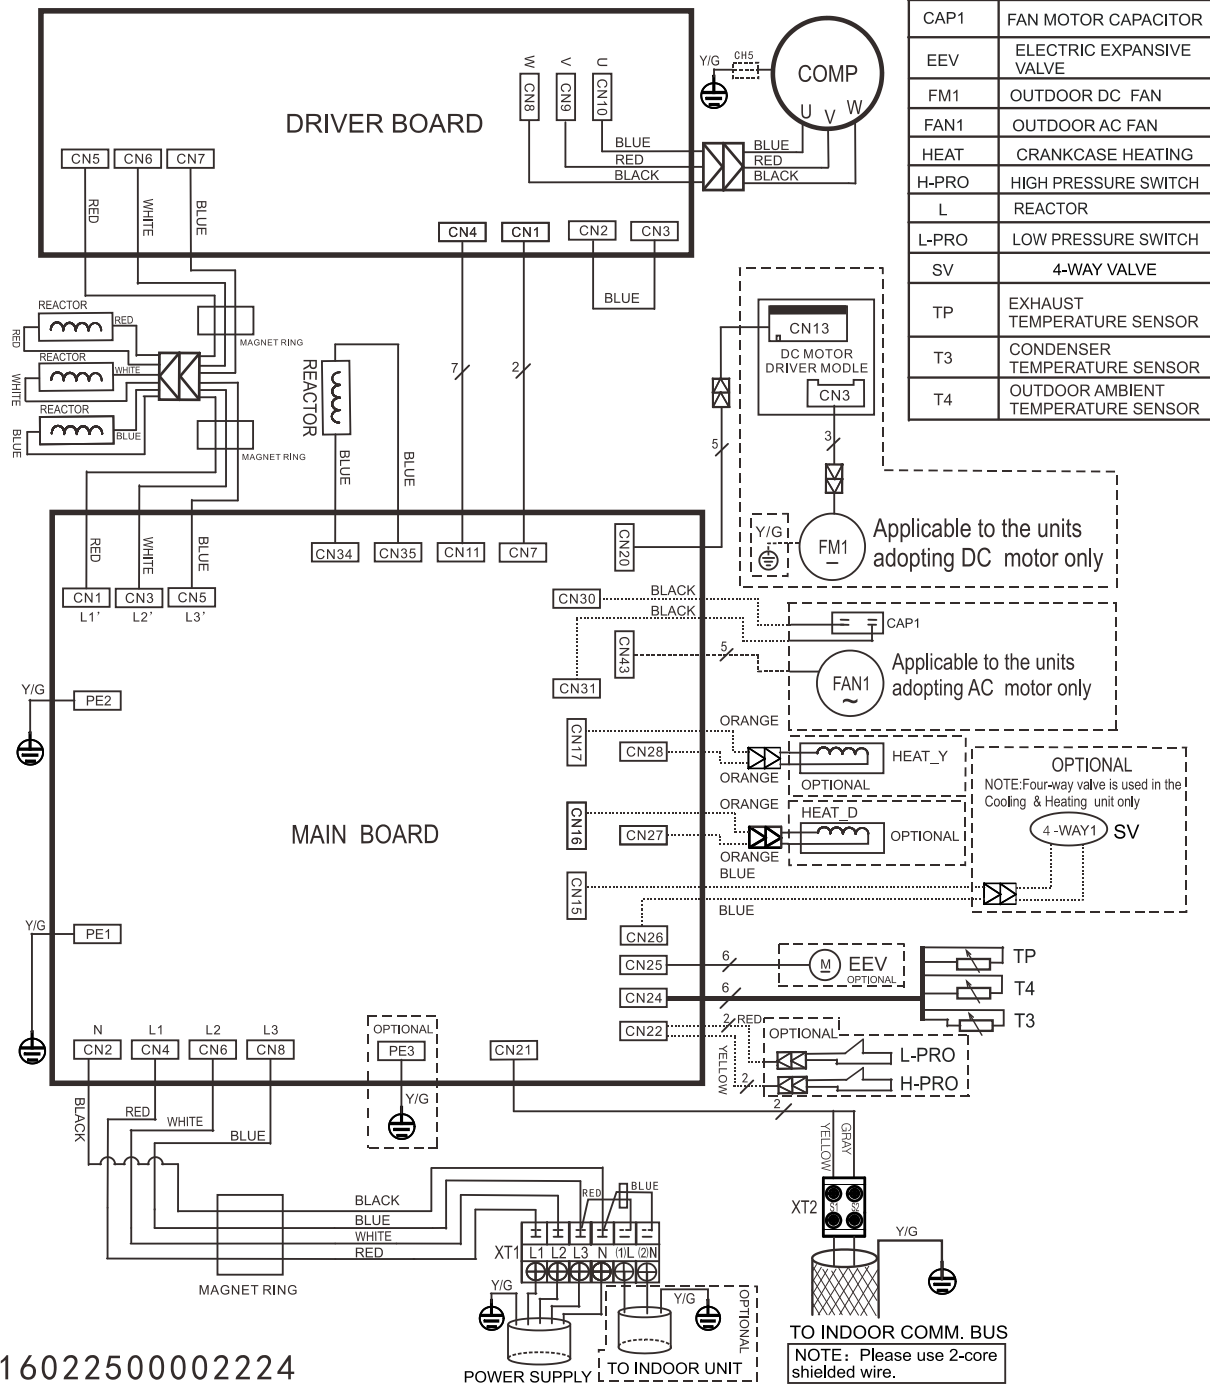 CAP1 FAN MOTOR CAPACITOR
EEV ELECTRIC EXPANSIVE
VALVE
FM1 OUTDOOR DC FAN
FAN1 OUTDOOR AC FAN
HEAT CRANKCASE HEATING
H-PRO HIGH PRESSURE SWITCH
L REACTOR
L-PRO LOW PRESSURE SWITCH
SV 4-WAY VALVE
TP EXHAUST
TEMPERATURE SENSOR
T3 CONDENSER
TEMPERATURE SENSOR
T4 OUTDOOR AMBIENT
TEMPERATURE SENSOR
DRIVER BOARD
W V U
CN8 CN9 CN10
Y/G CH5
COMP
U V W
BLUE BLUE
RED RED
BLACK BLACK
CN5 CN6 CN7
RED WHITE BLUE
CN4 CN1 CN2 CN3
BLUE
REACTOR
RED
RED
MAGNET RING
REACTOR
WHITE
WHITE
REACTOR
BLUE
BLUE
MAGNET RING
REACTOR
BLUE BLUE
7 2
CN13
DC MOTOR
DRIVER MODLE
CN3
5 3
Y/G
FM1
Applicable to the units
adopting DC motor only
RED WHITE BLUE
CN34 CN35 CN11 CN7 CN20
CN1 CN3 CN5
L1' L2' L3'
CN30 BLACK
BLACK
CAP1
CN43 5
CN31
FAN1
Applicable to the units
adopting AC motor only
Y/G
PE2
MAIN BOARD
CN17 CN28
ORANGE
ORANGE
HEAT_Y
OPTIONAL
CN16 CN27
ORANGE
ORANGE
HEAT_D
OPTIONAL
OPTIONAL
NOTE:Four-way valve is used in the
Cooling & Heating unit only
4 -WAY1 SV
CN15
BLUE
BLUE
CN26
CN25 6
M EEV
OPTIONAL
CN24 6
TP
T4
T3
CN22 2 RED
YELLOW 2
OPTIONAL
L-PRO
H-PRO
Y/G
PE1
N L1 L2 L3
CN2 CN4 CN6 CN8
OPTIONAL
PE3
Y/G
CN21
2
BLACK
RED
WHITE
BLUE
YELLOW GRAY
XT2
S1 S2
Y/G
BLACK
BLUE
WHITE
RED
MAGNET RING
RED BLUE
XT1 L1 L2 L3 N (1)L (2)N
Y/G
Y/G
OPTIONAL
POWER SUPPLY
TO INDOOR UNIT
TO INDOOR COMM. BUS
NOTE: Please use 2-core
shielded wire.
16022500002224